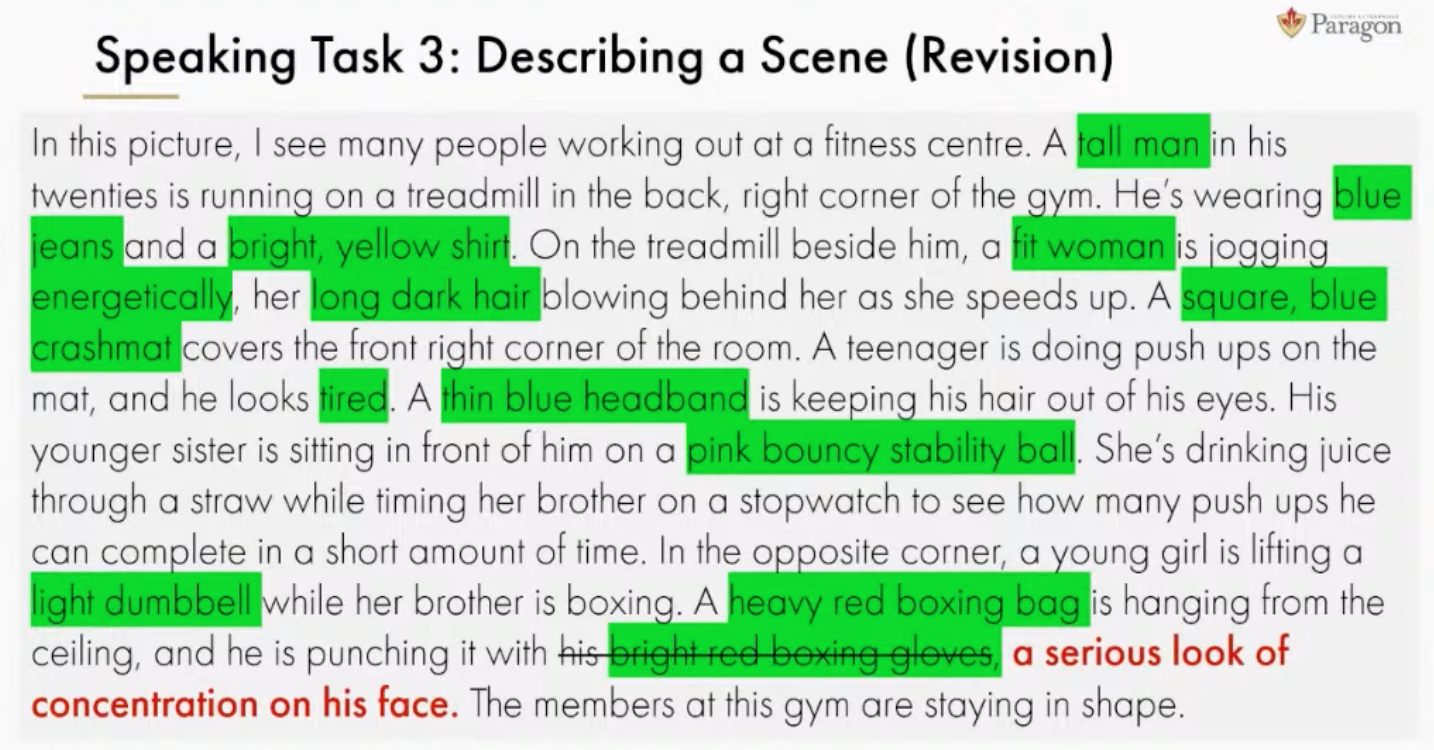 Paragon
Speaking Task 3: Describing a Scene (Revision)
In this picture, I see many people working out at a fitness centre. A tall man in his
twenties is running on a treadmill in the back, right corner of the gym. He's wearing blue
jeans and a bright, yellow shirt. On the treadmill beside him, a fit woman is jogging
energetically, her long dark hair blowing behind her as she speeds up. A square, blue
crashmat covers the front right corner of the room. A teenager is doing push ups on the
mat, and he looks tired. A thin blue headband is keeping his hair out of his eyes. His
younger sister is sitting in front of him on a pink bouncy stability ball. She's drinking juice
through a straw while timing her brother on a stopwatch to see how many push ups he
can complete in a short amount of time. In the opposite corner, a young girl is lifting a
light dumbbell while her brother is boxing. A heavy red boxing bag is hanging from the
ceiling, and he is punching it with his bright red boxing gloves, a serious look of
concentration on his face. The members at this gym are staying in shape.